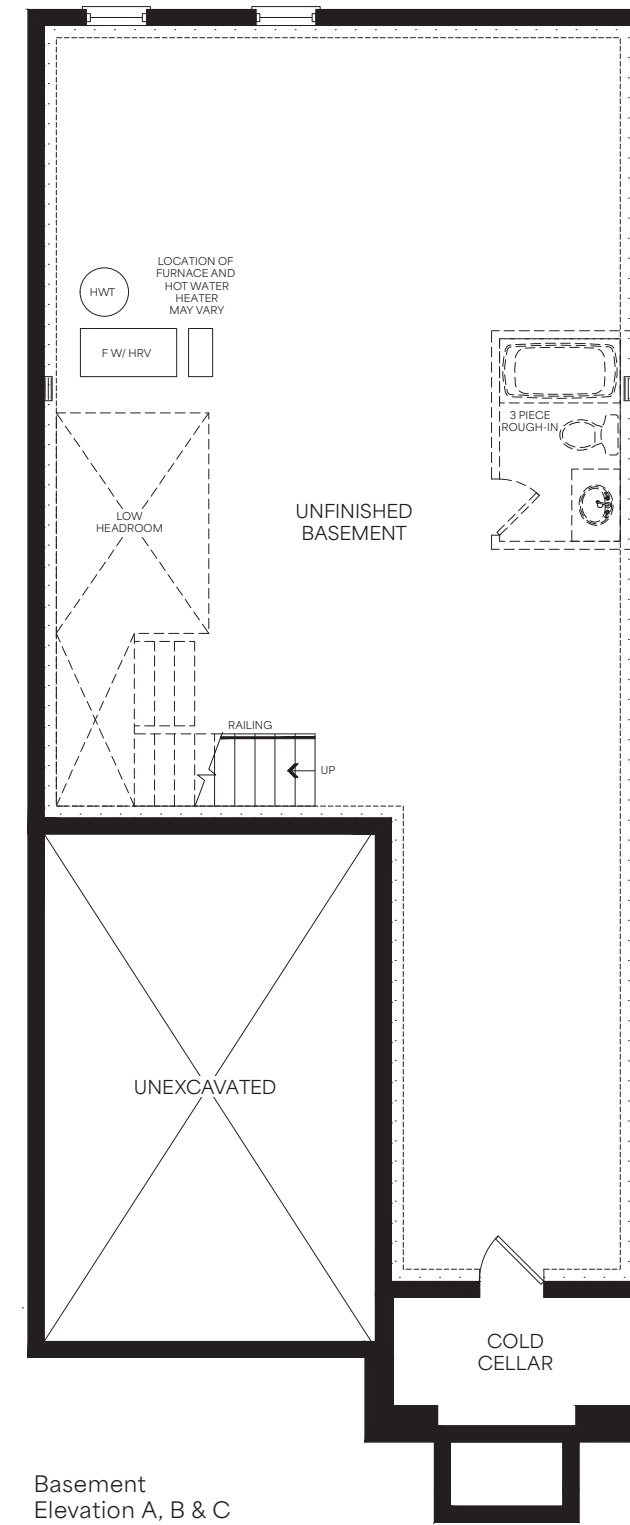 LOCATION OF
FURNACE AND
HOT WATER
HEATER
MAY VARY
HWT
F W/ HRV
3 PIECE
ROUGH-IN
LOW
HEADROOM
UNFINISHED
BASEMENT
RAILING
UP
UNEXCAVATED
COLD
CELLAR
Basement
Elevation A, B & C